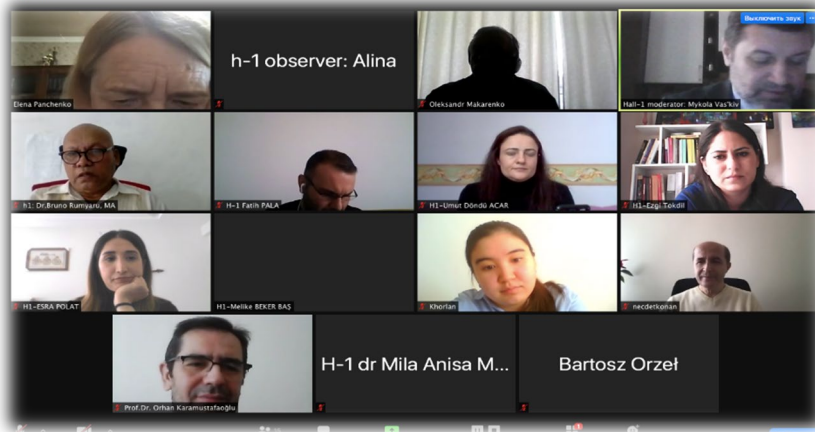 Выключить звук
Elena Panchenko
h-1 observer: Alina
Oleksandr Makarenko
Hall-1 moderator: Mykola Vas'kiv
h1: Dr.Bruno Rumyaru, MA
H-1 Fatih PALA
H1-Umut Döndü ACAR
H1-Ezgi Tokdil
H1-ESRA POLAT
H1-Melike BEKER BAŞ
Khorlan
necdetkonan
Prof.Dr. Orhan Karamustafaoğlu
H-1 dr Mila Anisa M...
Bartosz Orzeł